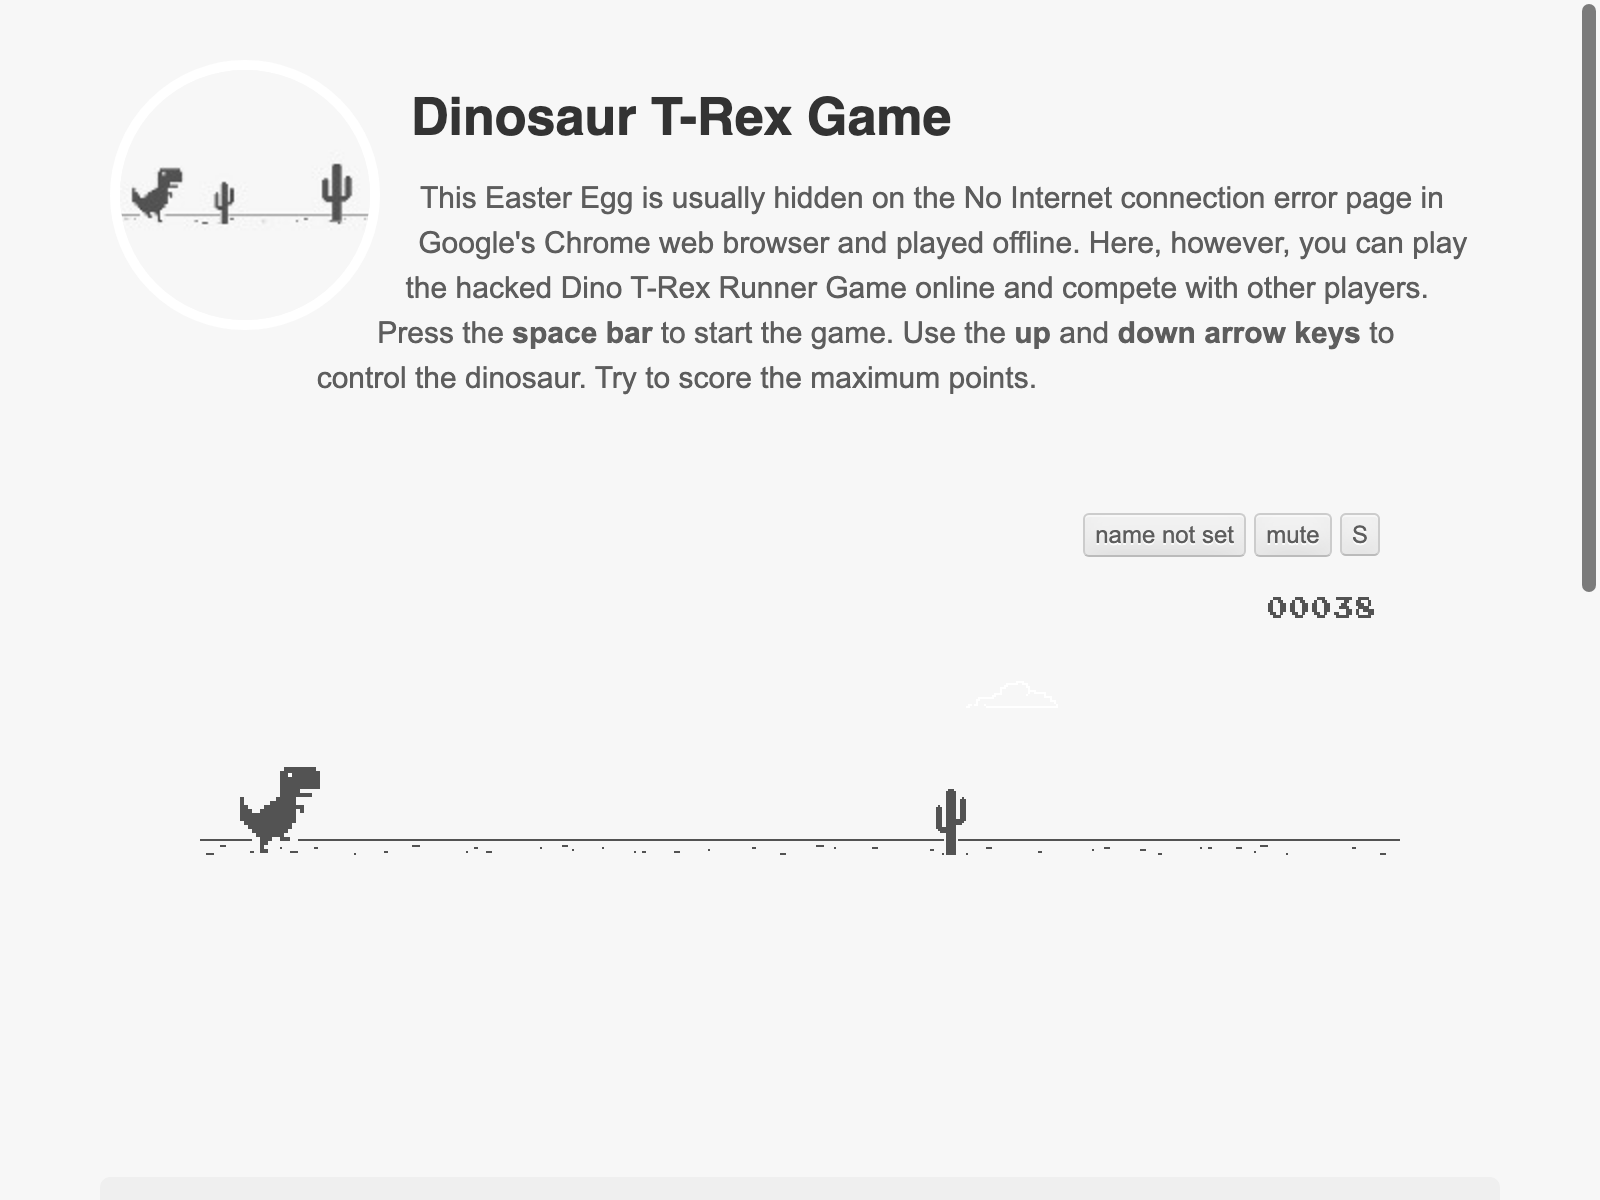 Dinosaur T-Rex Game
This Easter Egg is usually hidden on the No Internet connection error page in
Google's Chrome web browser and played offline. Here, however, you can play
the hacked Dino T-Rex Runner Game online and compete with other players.
Press the space bar to start the game. Use the up and down arrow keys to
control the dinosaur. Try to score the maximum points.
name not set mute S
00038